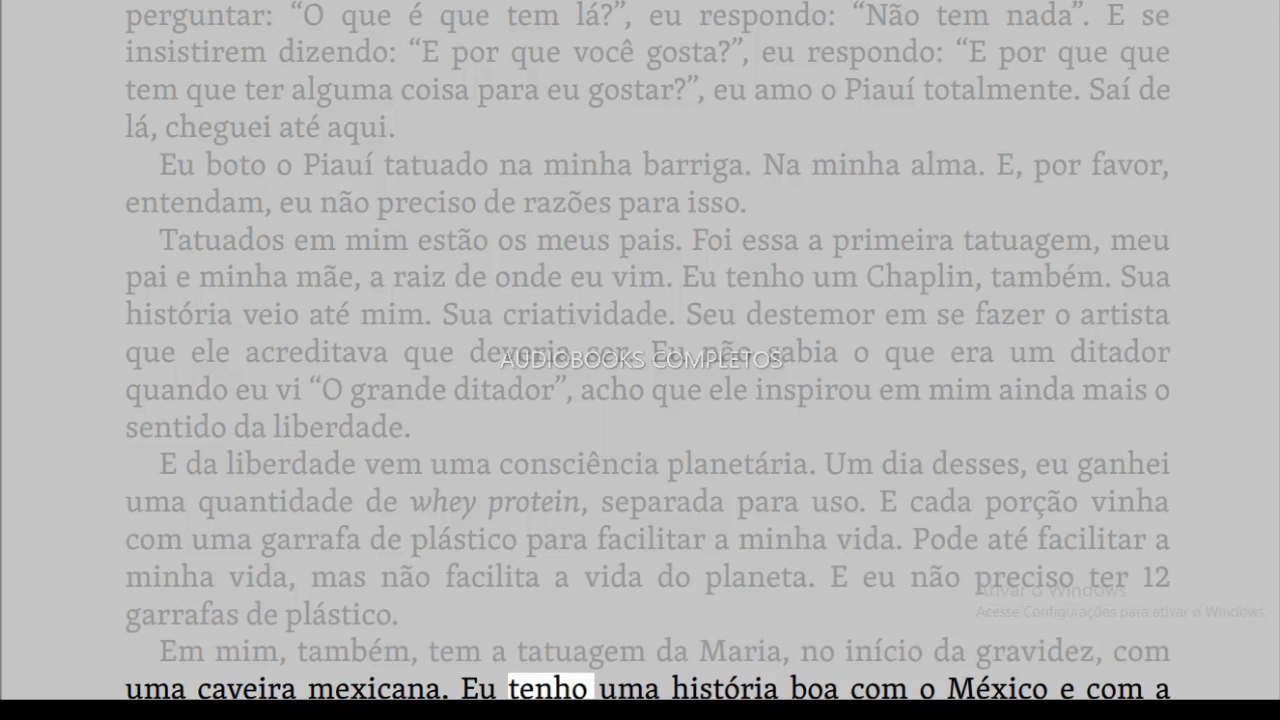 perguntar: “O que é que tem lá?”, eu respondo: “Não tem nada”. E se
insistirem dizendo: “E por que você gosta?”, eu respondo: “E por que que
tem que ter alguma coisa para eu gostar?”, eu amo o Piauí totalmente. Saí de
lá, cheguei até aqui.
Eu boto o Piauí tatuado na minha barriga. Na minha alma. E, por favor,
entendam, eu não preciso de razões para isso.
Tatuados em mim estão os meus pais. Foi essa a primeira tatuagem, meu
pai e minha mãe, a raiz de onde eu vim. Eu tenho um Chaplin, também. Sua
história veio até mim. Sua criatividade. Seu destemor em se fazer o artista
que ele acreditava que deveria ser. Eu não sabia o que era um ditador
AUDIOBOOKS COMPLETOS
quando eu vi “O grande ditador”, acho que ele inspirou em mim ainda mais o
sentido da liberdade.
E da liberdade vem uma consciência planetária. Um dia desses, eu ganhei
uma quantidade de whey protein, separada para uso. E cada porção vinha
com uma garrafa de plástico para facilitar a minha vida. Pode até facilitar a
minha vida, mas não facilita a vida do planeta. E eu não preciso ter 12
Ativar o Windows
Acesse Configurações para ativar o Windows.
garrafas de plástico.
Em mim, também, tem a tatuagem da Maria, no início da gravidez, com
uma caveira mexicana. Eu tenho uma história boa com o México e com a